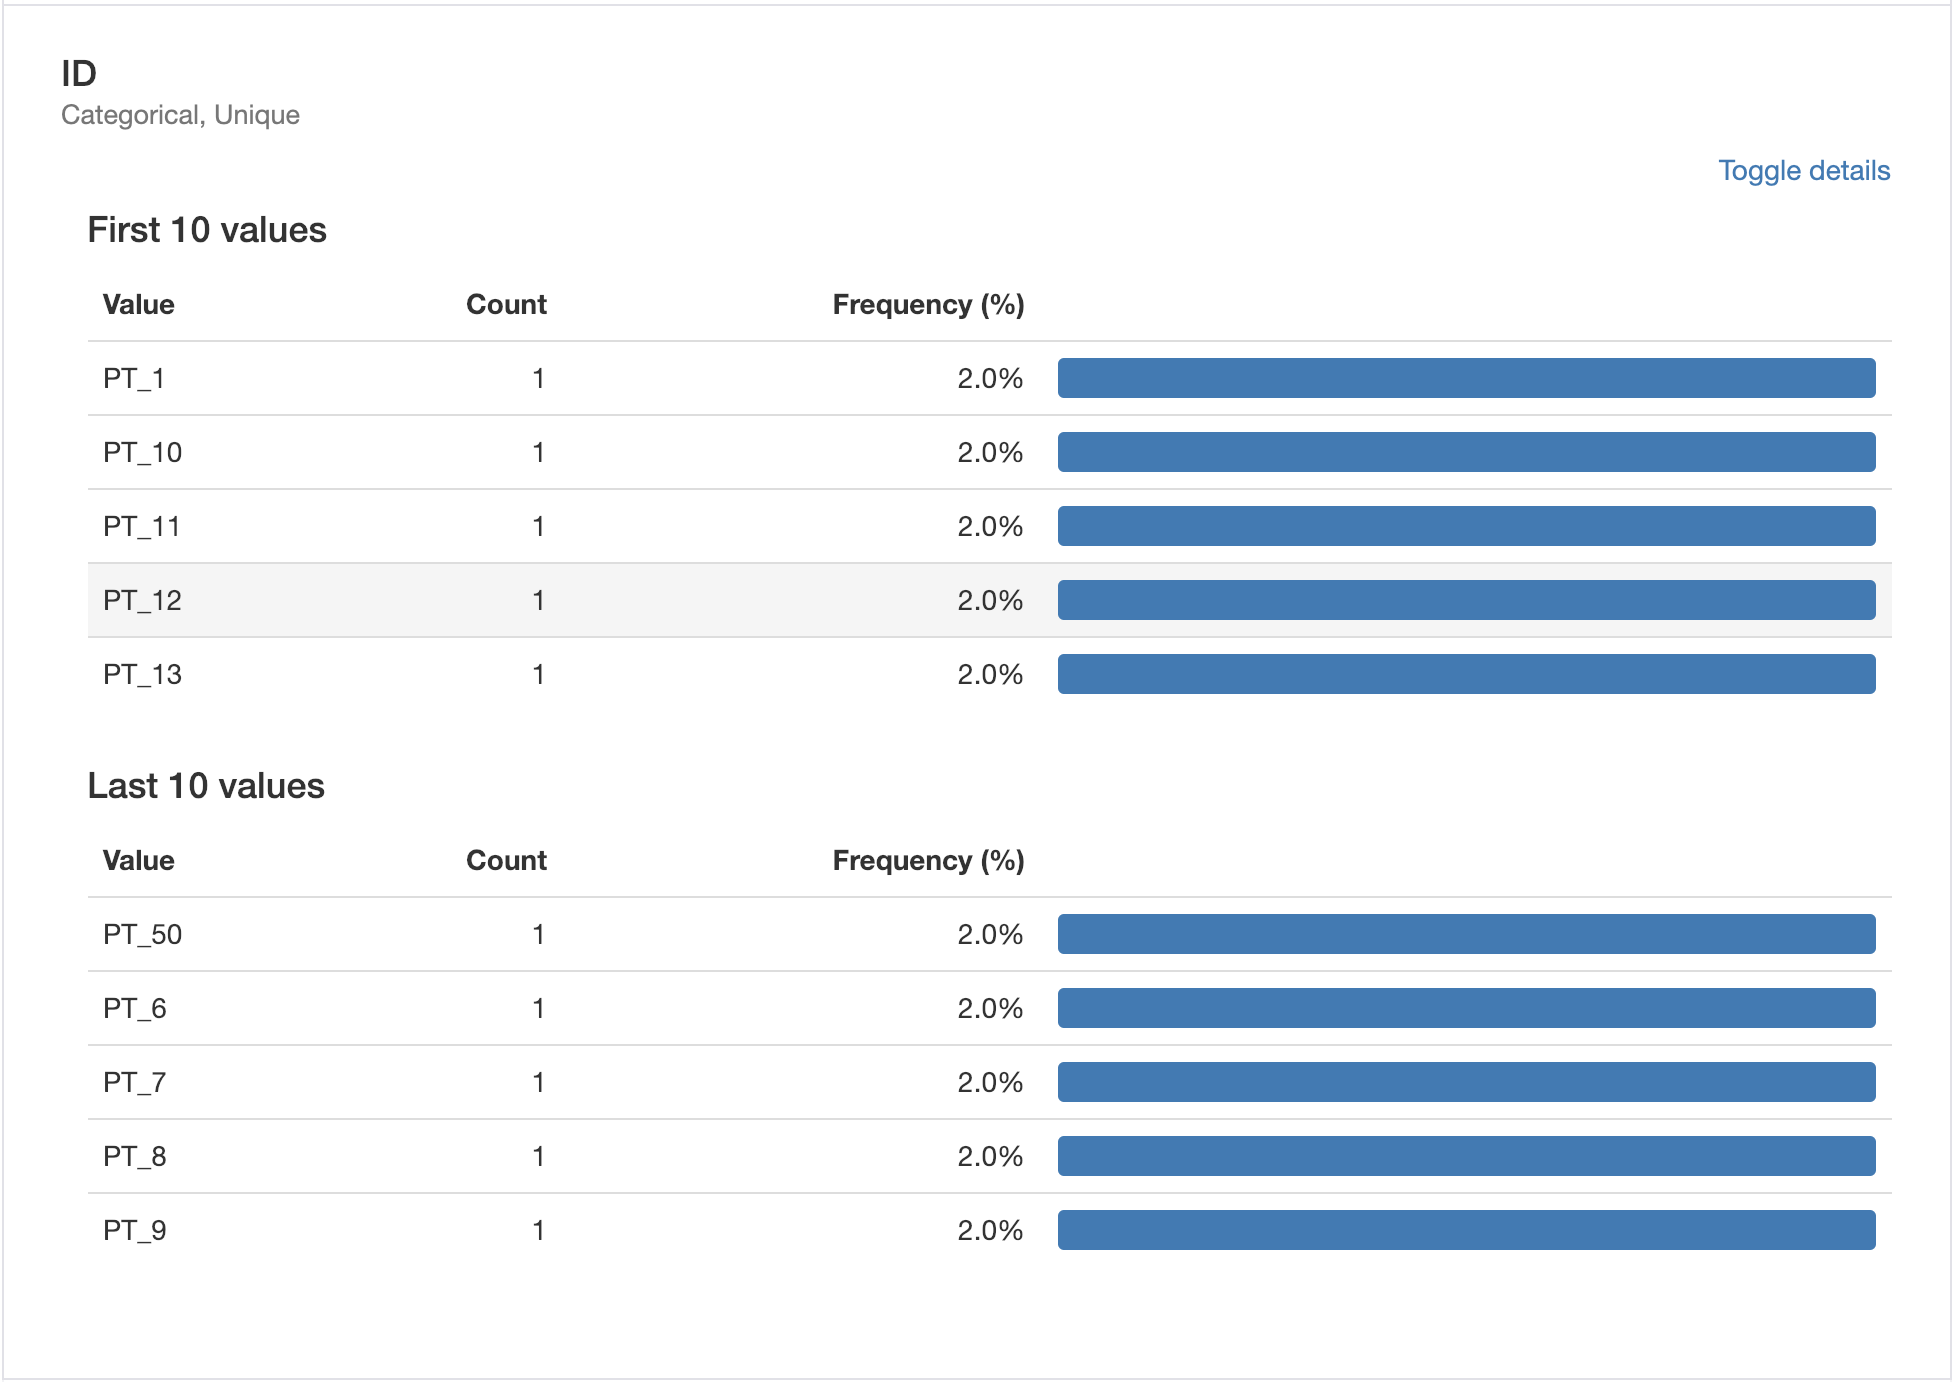 ID
Categorical, Unique
Toggle details
First 10 values
Value Count Frequency (%)
PT_1 1 2.0%
PT_10 1 2.0%
PT_11 1 2.0%
PT_12 1 2.0%
PT_13 1 2.0%
Last 10 values
Value Count Frequency (%)
PT_50 1 2.0%
PT_6 1 2.0%
PT_7 1 2.0%
PT_8 1 2.0%
PT_9 1 2.0%